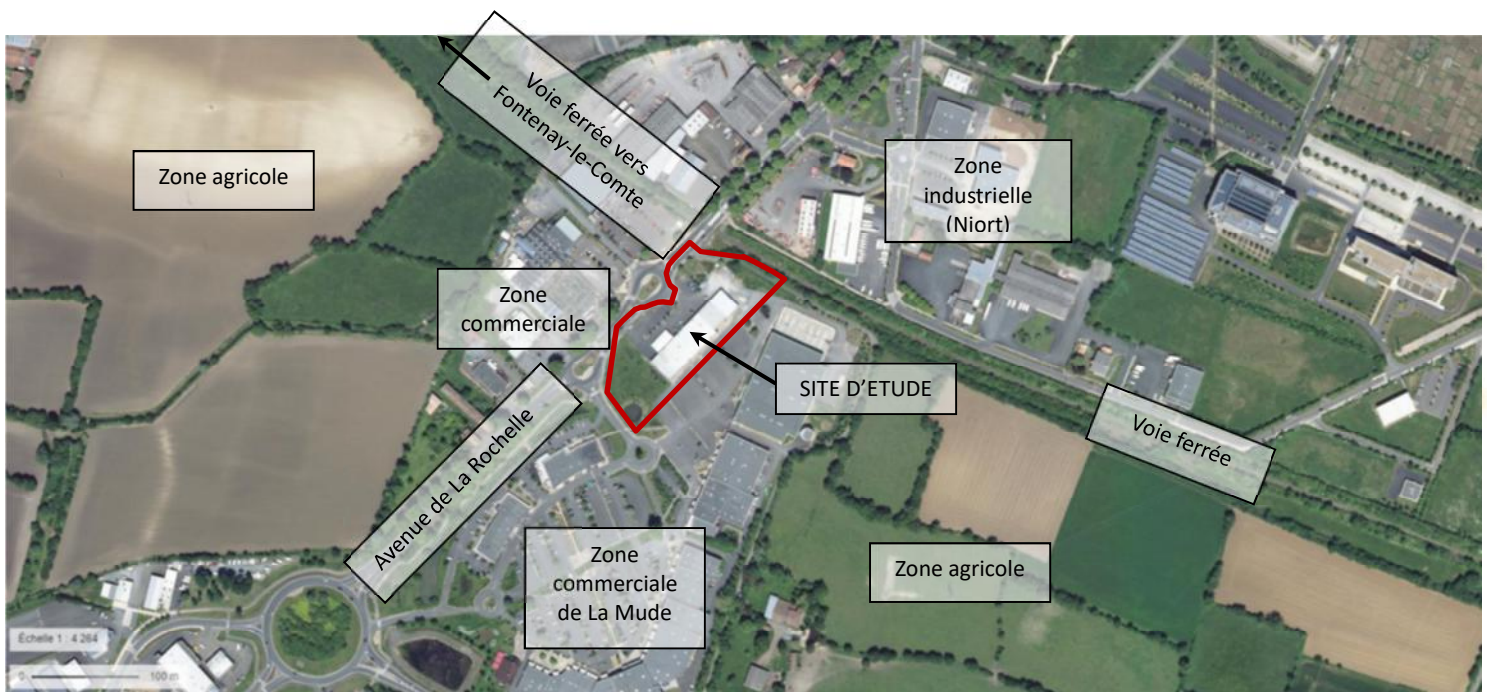 Voie ferrée vers
Fontenay-le-Comte
Zone agricole
Zone
industrielle
(Niort)
Zone
commerciale
SITE D'ETUDE
Avenue de La Rochelle
Voie ferrée
Zone
commerciale
de La Mude
Zone agricole
Échelle 1 : 4 264
0 100 m